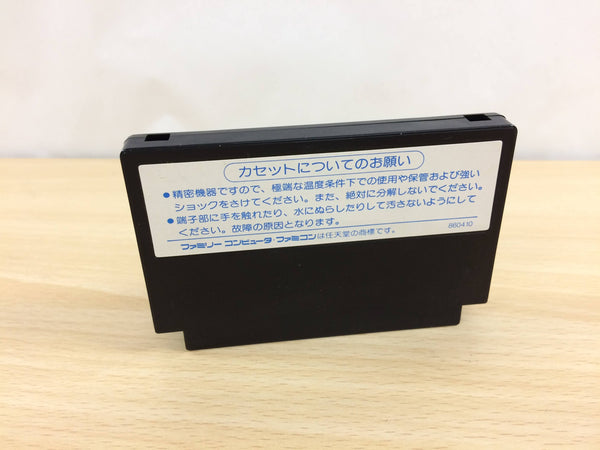 カセットについてのお願い
●精密機器ですので、極端な温度条件下での使用や保管および強い
ショックをさけてください。また、絶対に分解しないでください。
●端子部に手を触れたり、水にぬらしたりして汚さないようにして
ください。故障の原因となります。
860410
ファミリー コンピュータ・ファミコンは任天堂の商標です。